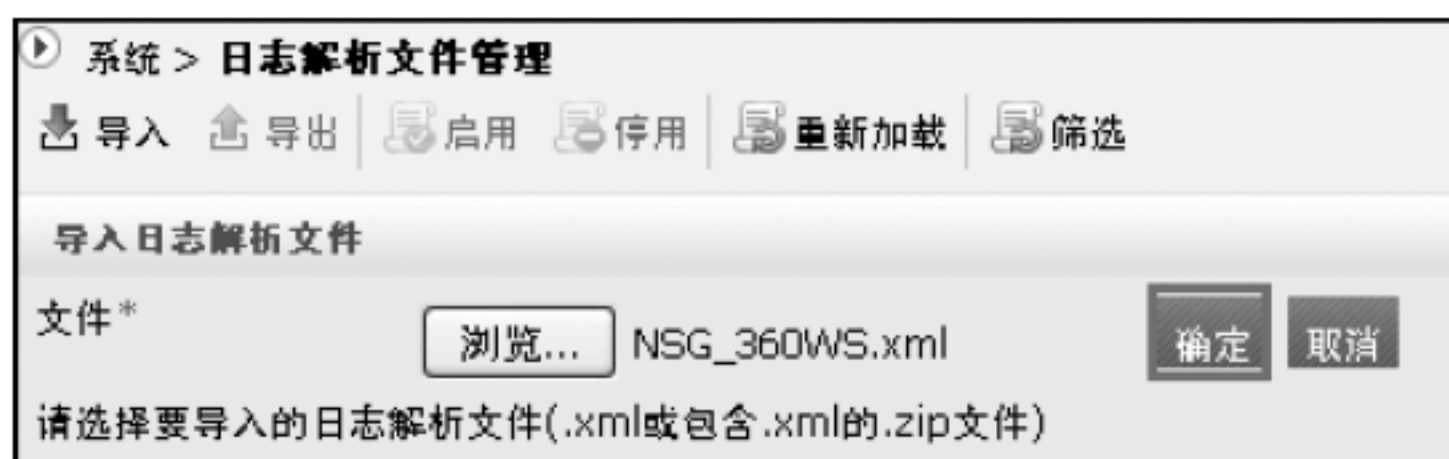 系统 > 日志解析文件管理
导入 导出 启用 停用 重新加载 筛选
导入日志解析文件
文件* 浏览... NSG_360WS.xml 确定 取消
请选择要导入的日志解析文件(.xml或包含.xml的.zip文件)